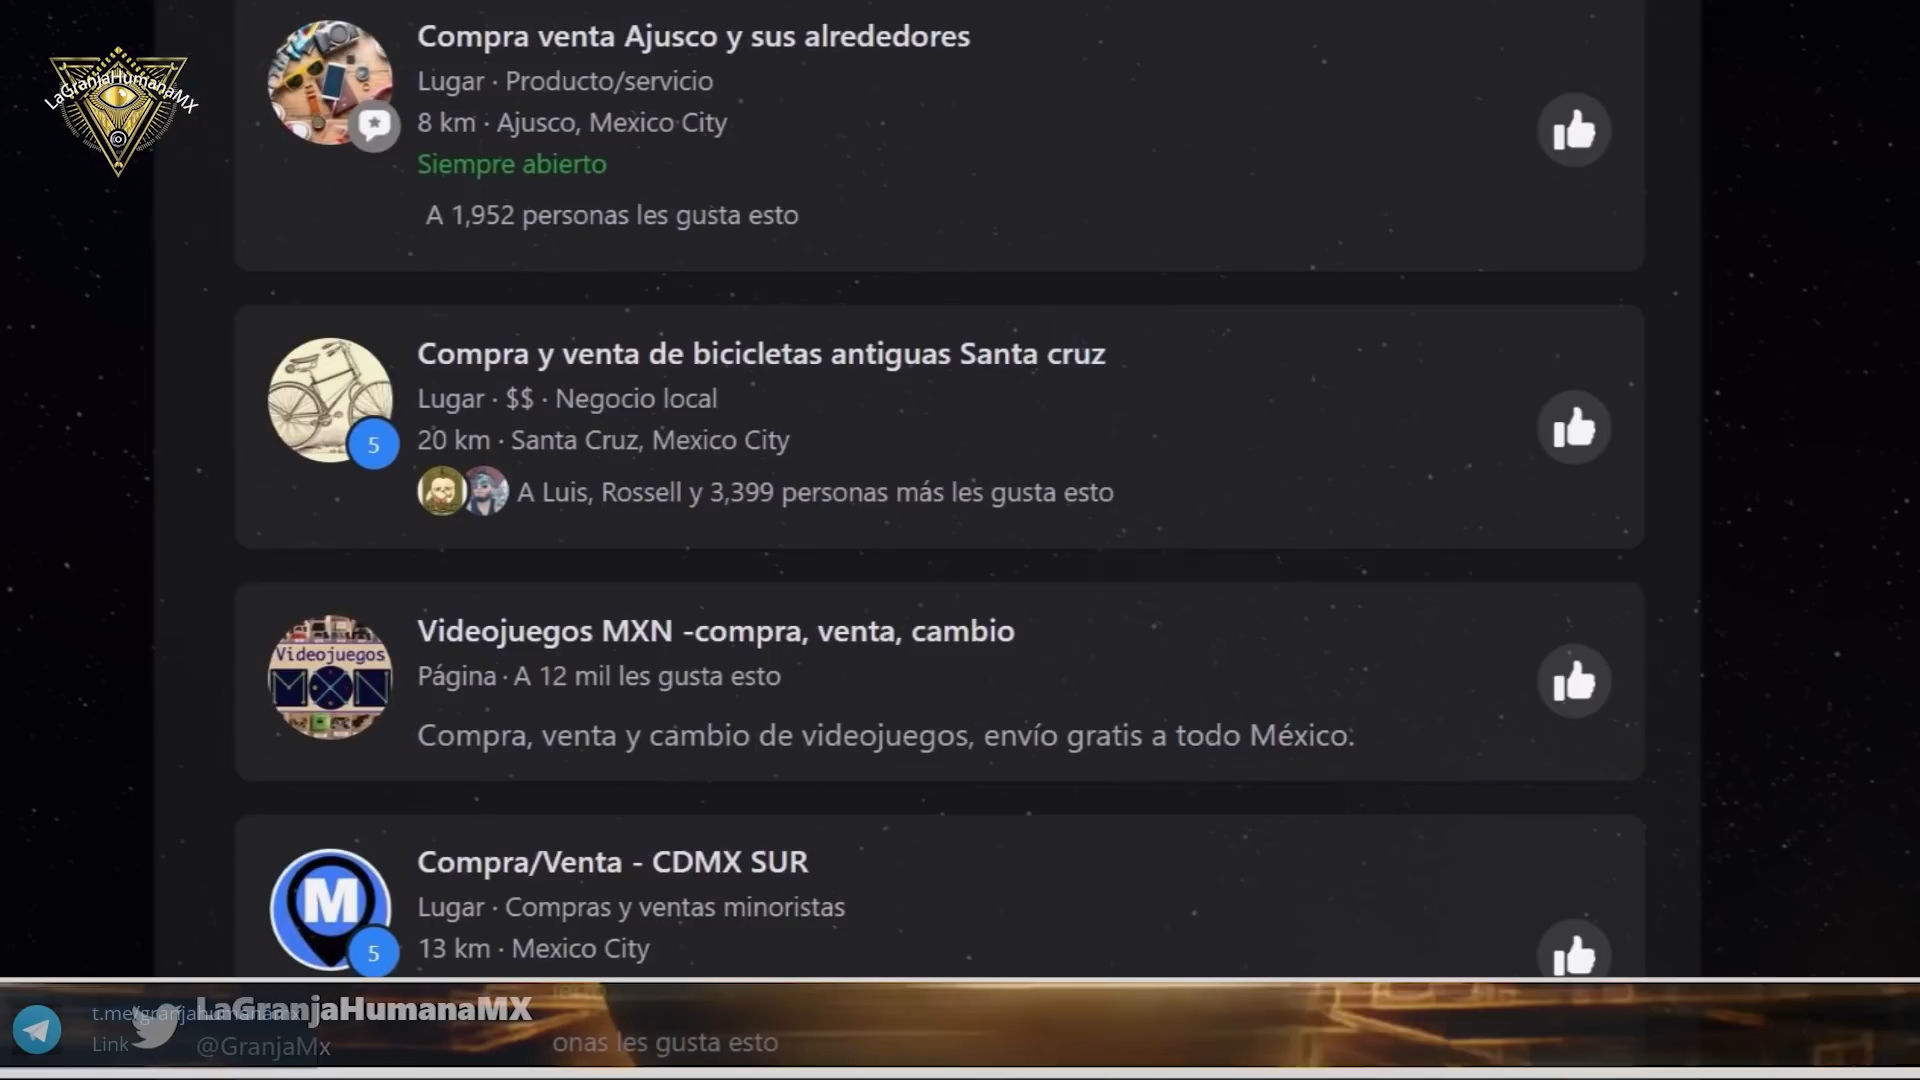 LaGranjaHumanaMX
Compra venta Ajusco y sus alrededores
Lugar · Producto/servicio
8 km · Ajusco, Mexico City
Siempre abierto
A 1,952 personas les gusta esto
Compra y venta de bicicletas antiguas Santa cruz
Lugar · $$ · Negocio local
5
20 km · Santa Cruz, Mexico City
A Luis, Rossell y 3,399 personas más les gusta esto
Videojuegos
MXN
Videojuegos MXN -compra, venta, cambio
Página · A 12 mil les gusta esto
Compra, venta y cambio de videojuegos, envío gratis a todo México.
M
Compra/Venta - CDMX SUR
Lugar · Compras y ventas minoristas
5
13 km · Mexico City
t.me/granjahumanamx
Link
LaGranjaHumanaMX
@GranjaMx
onas les gusta esto